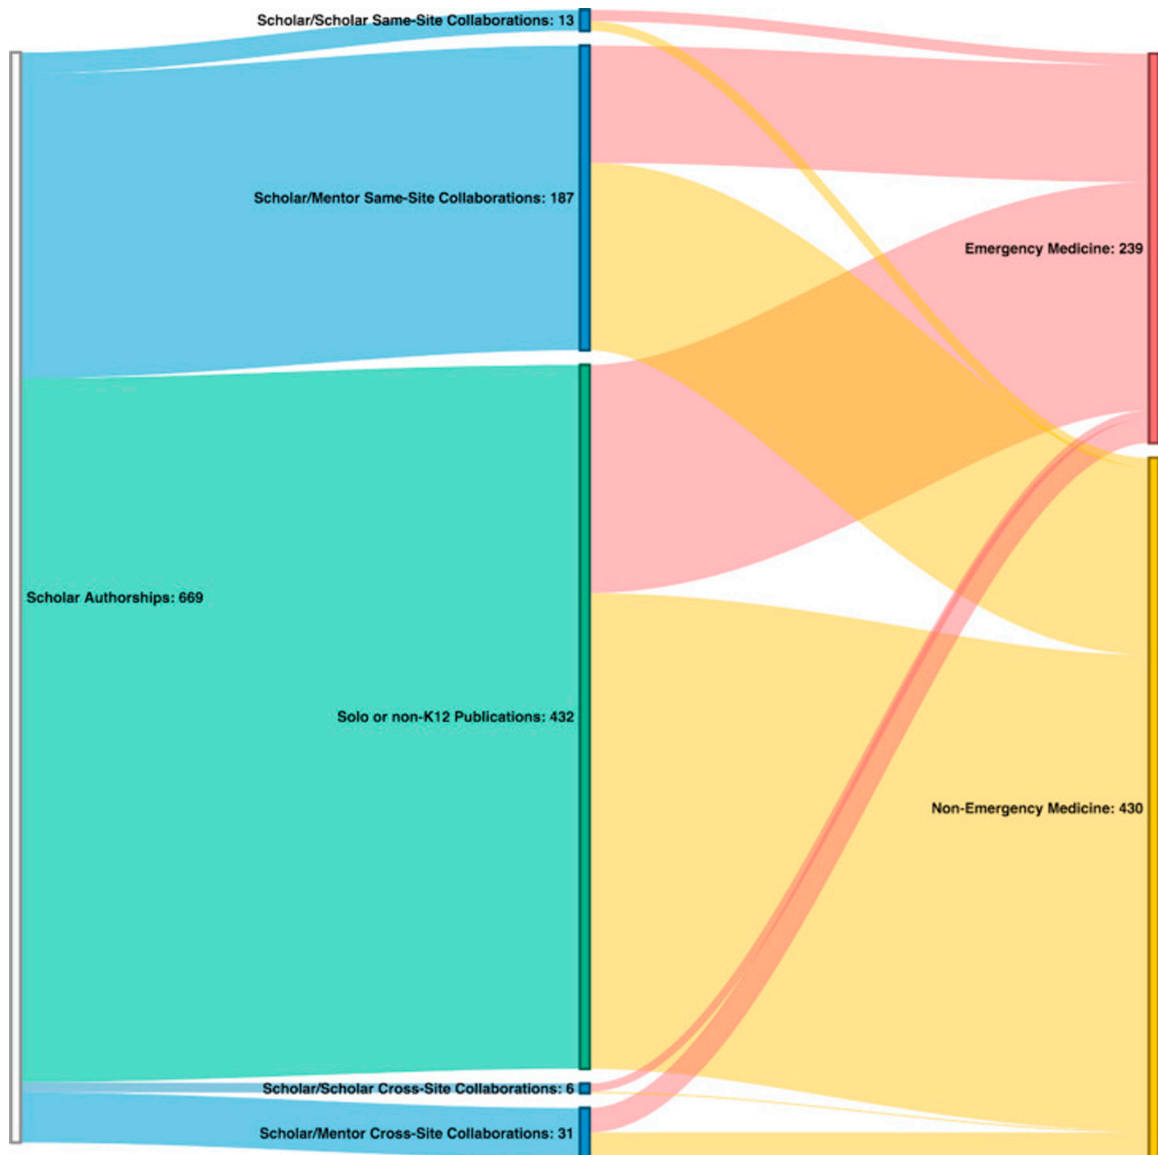 Scholar/Scholar Same-Site Collaborations: 13
Scholar/Mentor Same-Site Collaborations: 187
Emergency Medicine: 239
Scholar Authorships: 669
Solo or non-K12 Publications: 432
Non-Emergency Medicine: 430
Scholar/Scholar Cross-Site Collaborations: 6
Scholar/Mentor Cross-Site Collaborations: 31